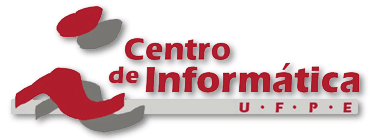 Centro
de Informática
U · F · P · E